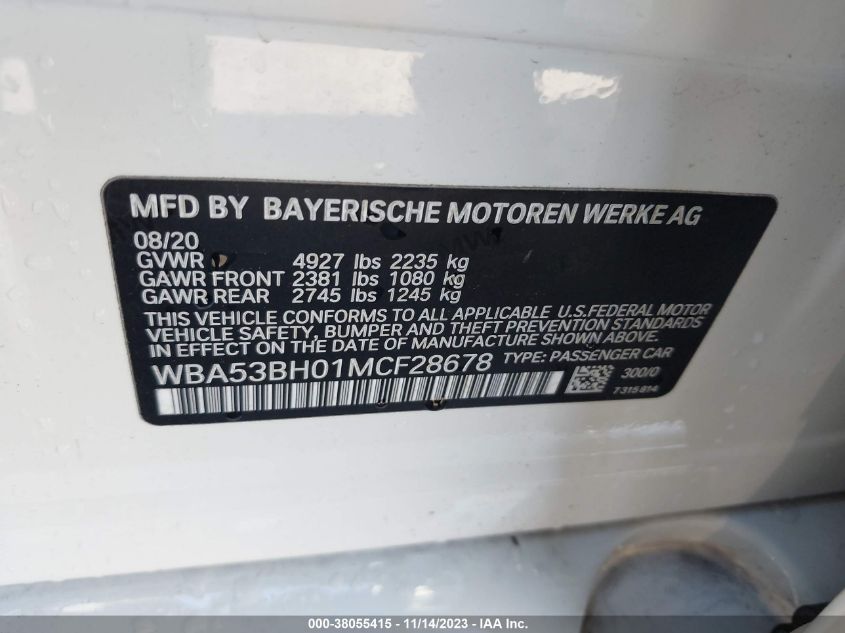 MFD BY BAYERISCHE MOTOREN WERKE AG
08/20
GVWR 4927 lbs 2235 kg
GAWR FRONT 2381 lbs 1080 kg
GAWR REAR 2745 lbs 1245 kg
THIS VEHICLE CONFORMS TO ALL APPLICABLE U.S.FEDERAL MOTOR
VEHICLE SAFETY, BUMPER AND THEFT PREVENTION STANDARDS
IN EFFECT ON THE DATE OF MANUFACTURE SHOWN ABOVE.
WBA53BH01MCF28678 TYPE: PASSENGER CAR
300/0
7315814
000-38055415 - 11/14/2023 - IAAI Inc.